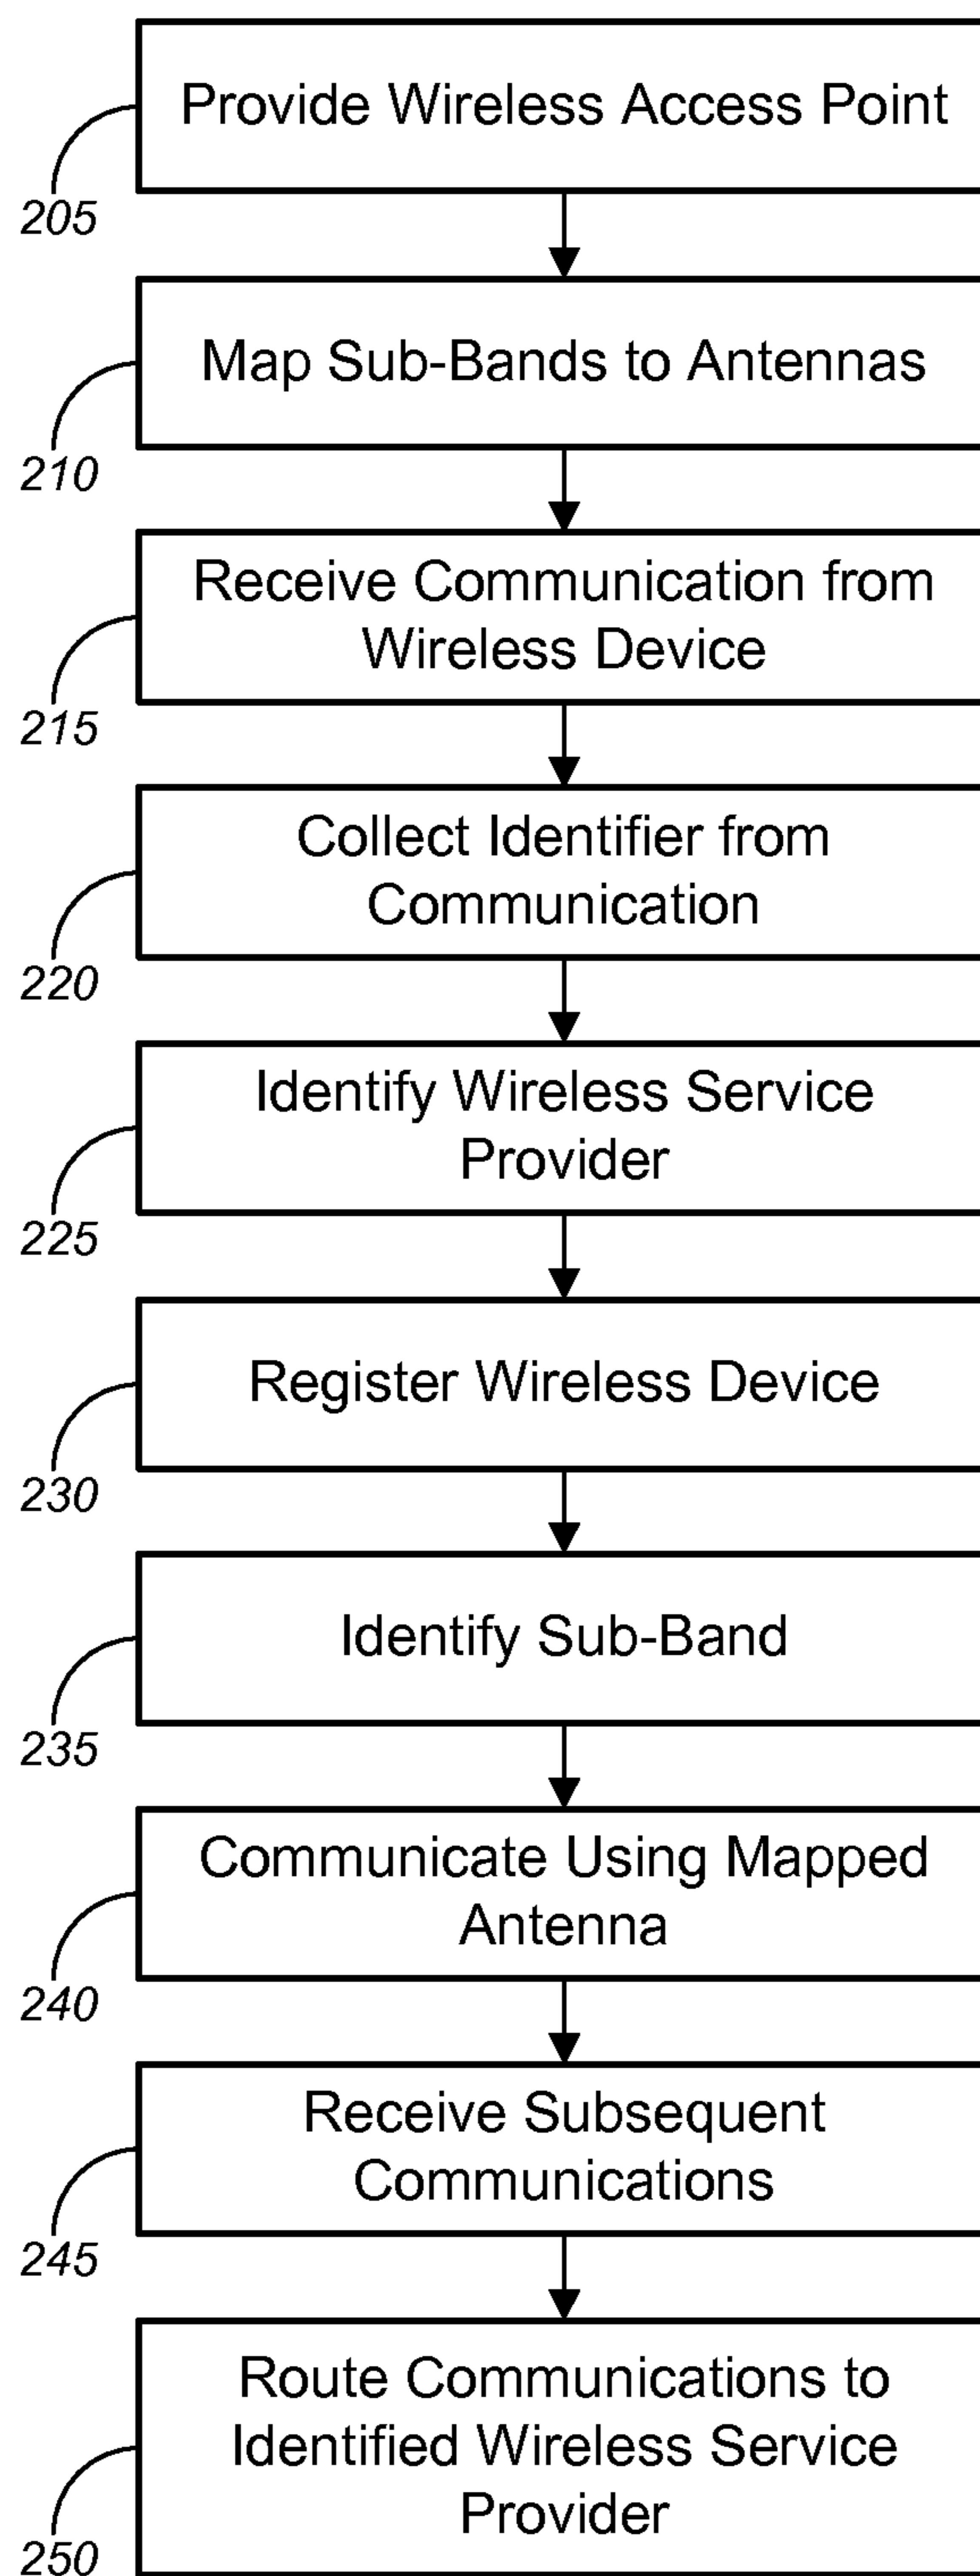 Provide Wireless Access Point
205
Map Sub-Bands to Antennas
210
Receive Communication from
Wireless Device
215
Collect Identifier from
Communication
220
Identify Wireless Service
Provider
225
Register Wireless Device
230
Identify Sub-Band
235
Communicate Using Mapped
Antenna
240
Receive Subsequent
Communications
245
Route Communications to
Identified Wireless Service
Provider
250